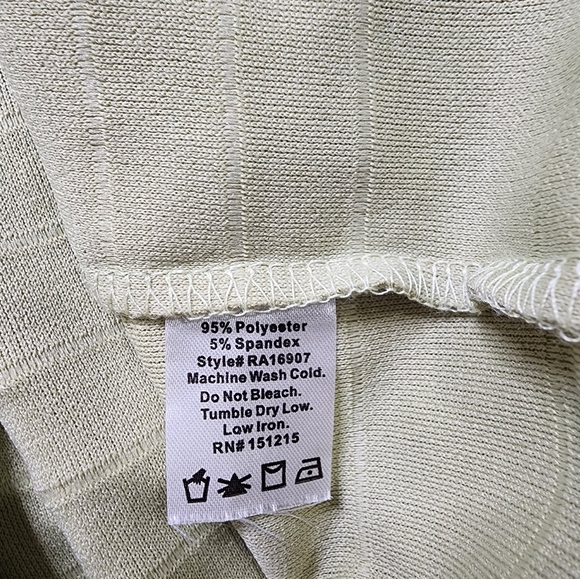 95% Polyester
5% Spandex
Style# RA16907
Machine Wash Cold.
Do Not Bleach.
Tumble Dry Low.
Low Iron.
RN# 151215